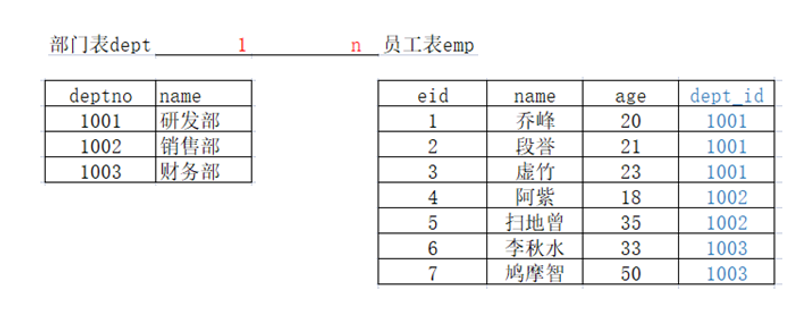 部门表dept 1 n 员工表emp
deptno name
1001 研发部
1002 销售部
1003 财务部
eid name age dept_id
1 乔峰 20 1001
2 段誉 21 1001
3 虚竹 23 1001
4 阿紫 18 1002
5 扫地曾 35 1002
6 李秋水 33 1003
7 鸠摩智 50 1003